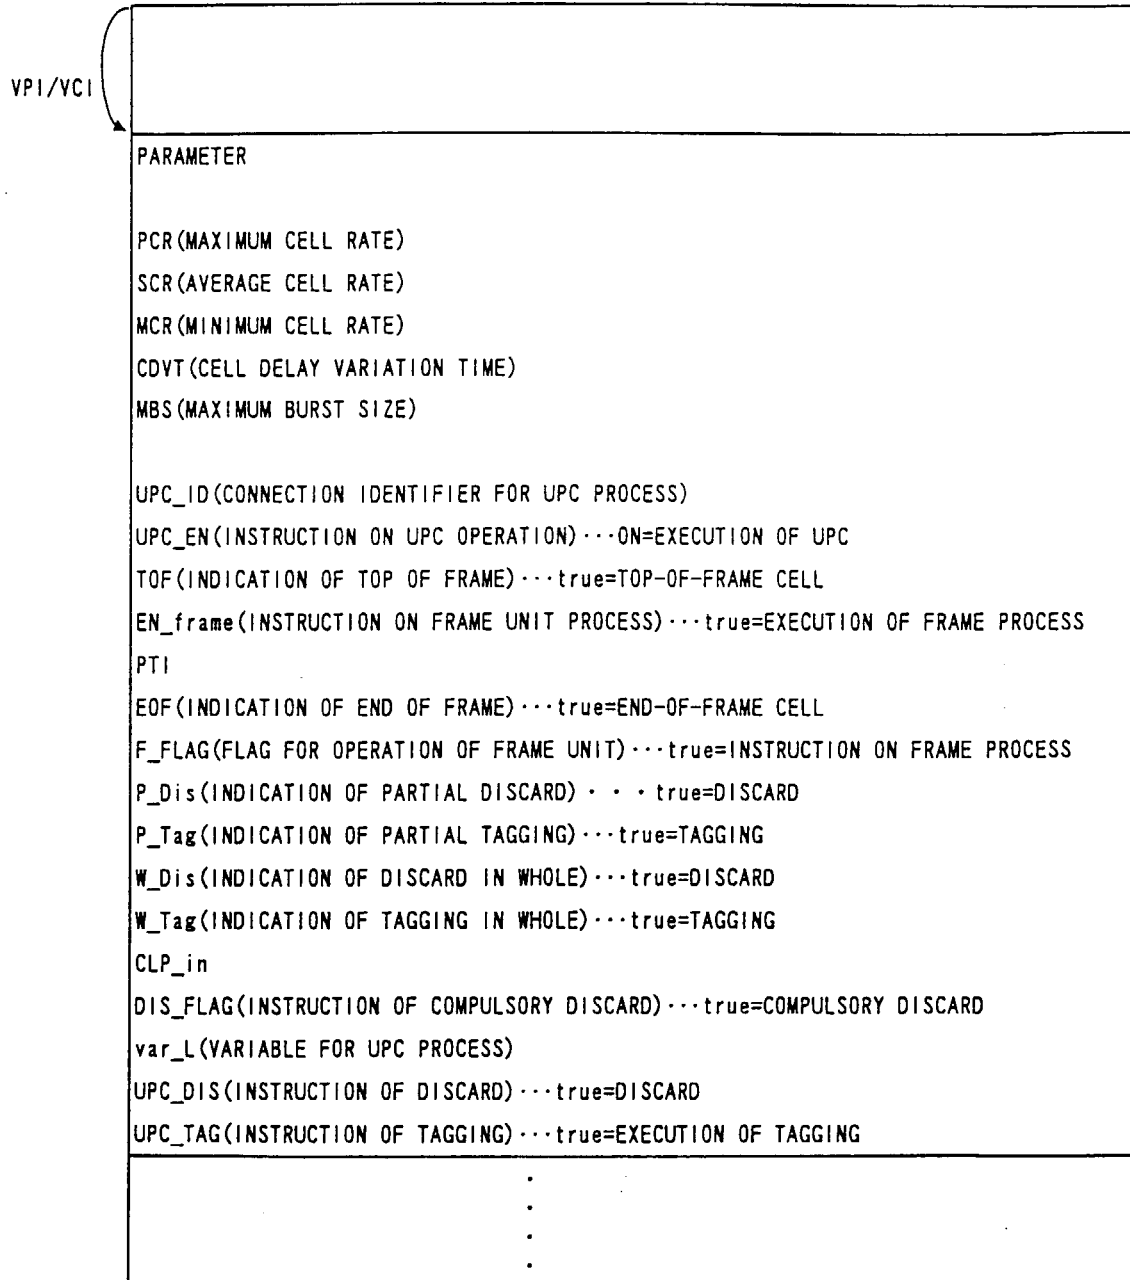 VPI/VCI
PARAMETER
PCR(MAXIMUM CELL RATE)
SCR(AVERAGE CELL RATE)
MCR(MINIMUM CELL RATE)
CDVT(CELL DELAY VARIATION TIME)
MBS(MAXIMUM BURST SIZE)
UPC_ID(CONNECTION IDENTIFIER FOR UPC PROCESS)
UPC_EN(INSTRUCTION ON UPC OPERATION)···ON=EXECUTION OF UPC
TOF(INDICATION OF TOP OF FRAME)···true=TOP-OF-FRAME CELL
EN_frame(INSTRUCTION ON FRAME UNIT PROCESS)···true=EXECUTION OF FRAME PROCESS
PTI
EOF(INDICATION OF END OF FRAME)···true=END-OF-FRAME CELL
F_FLAG(FLAG FOR OPERATION OF FRAME UNIT)···true=INSTRUCTION ON FRAME PROCESS
P_Dis(INDICATION OF PARTIAL DISCARD)· · ·true=DISCARD
P_Tag(INDICATION OF PARTIAL TAGGING)···true=TAGGING
W_Dis(INDICATION OF DISCARD IN WHOLE)···true=DISCARD
W_Tag(INDICATION OF TAGGING IN WHOLE)···true=TAGGING
CLP_in
DIS_FLAG(INSTRUCTION OF COMPULSORY DISCARD)···true=COMPULSORY DISCARD
var_L(VARIABLE FOR UPC PROCESS)
UPC_DIS(INSTRUCTION OF DISCARD)···true=DISCARD
UPC_TAG(INSTRUCTION OF TAGGING)···true=EXECUTION OF TAGGING